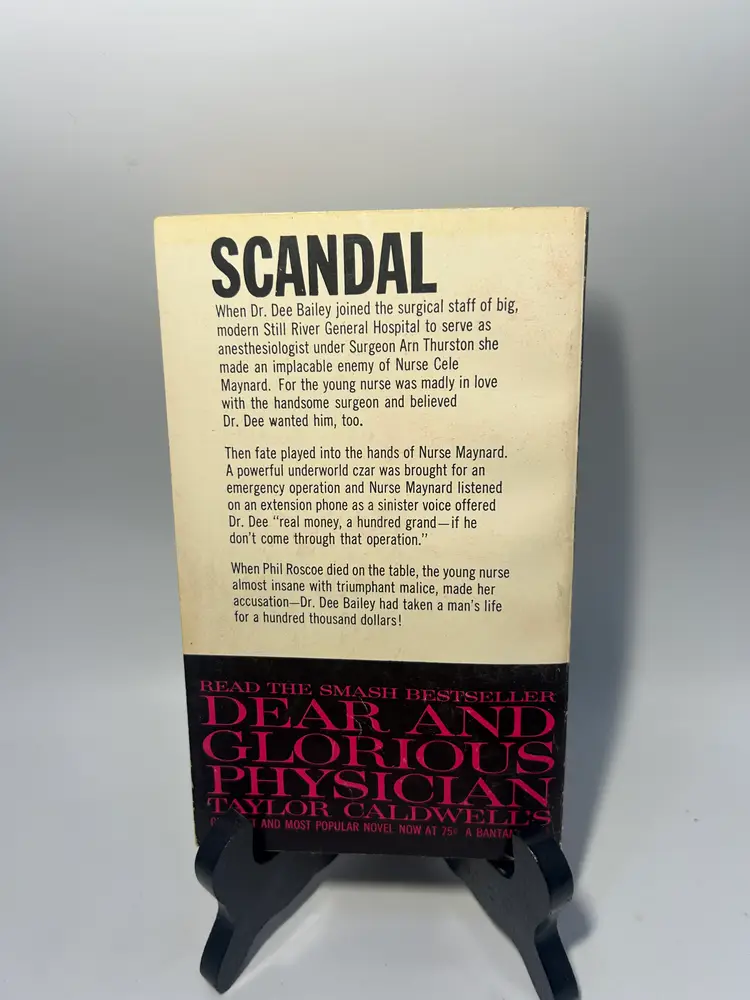 SCANDAL
When Dr. Dee Bailey joined the surgical staff of big,
modern Still River General Hospital to serve as
anesthesiologist under Surgeon Arn Thurston she
made an implacable enemy of Nurse Cele
Maynard. For the young nurse was madly in love
with the handsome surgeon and believed
Dr. Dee wanted him, too.
Then fate played into the hands of Nurse Maynard.
A powerful underworld czar was brought for an
emergency operation and Nurse Maynard listened
on an extension phone as a sinister voice offered
Dr. Dee “real money, a hundred grand—if he
don't come through that operation.”
When Phil Roscoe died on the table, the young nurse
almost insane with triumphant malice, made her
accusation—Dr. Dee Bailey had taken a man's life
for a hundred thousand dollars!
READ THE SMASH BESTSELLER
DEAR AND
GLORIOUS
PHYSICIAN
TAYLOR CALDWELL'S
AND MOST POPULAR NOVEL NOW AT 75¢ A